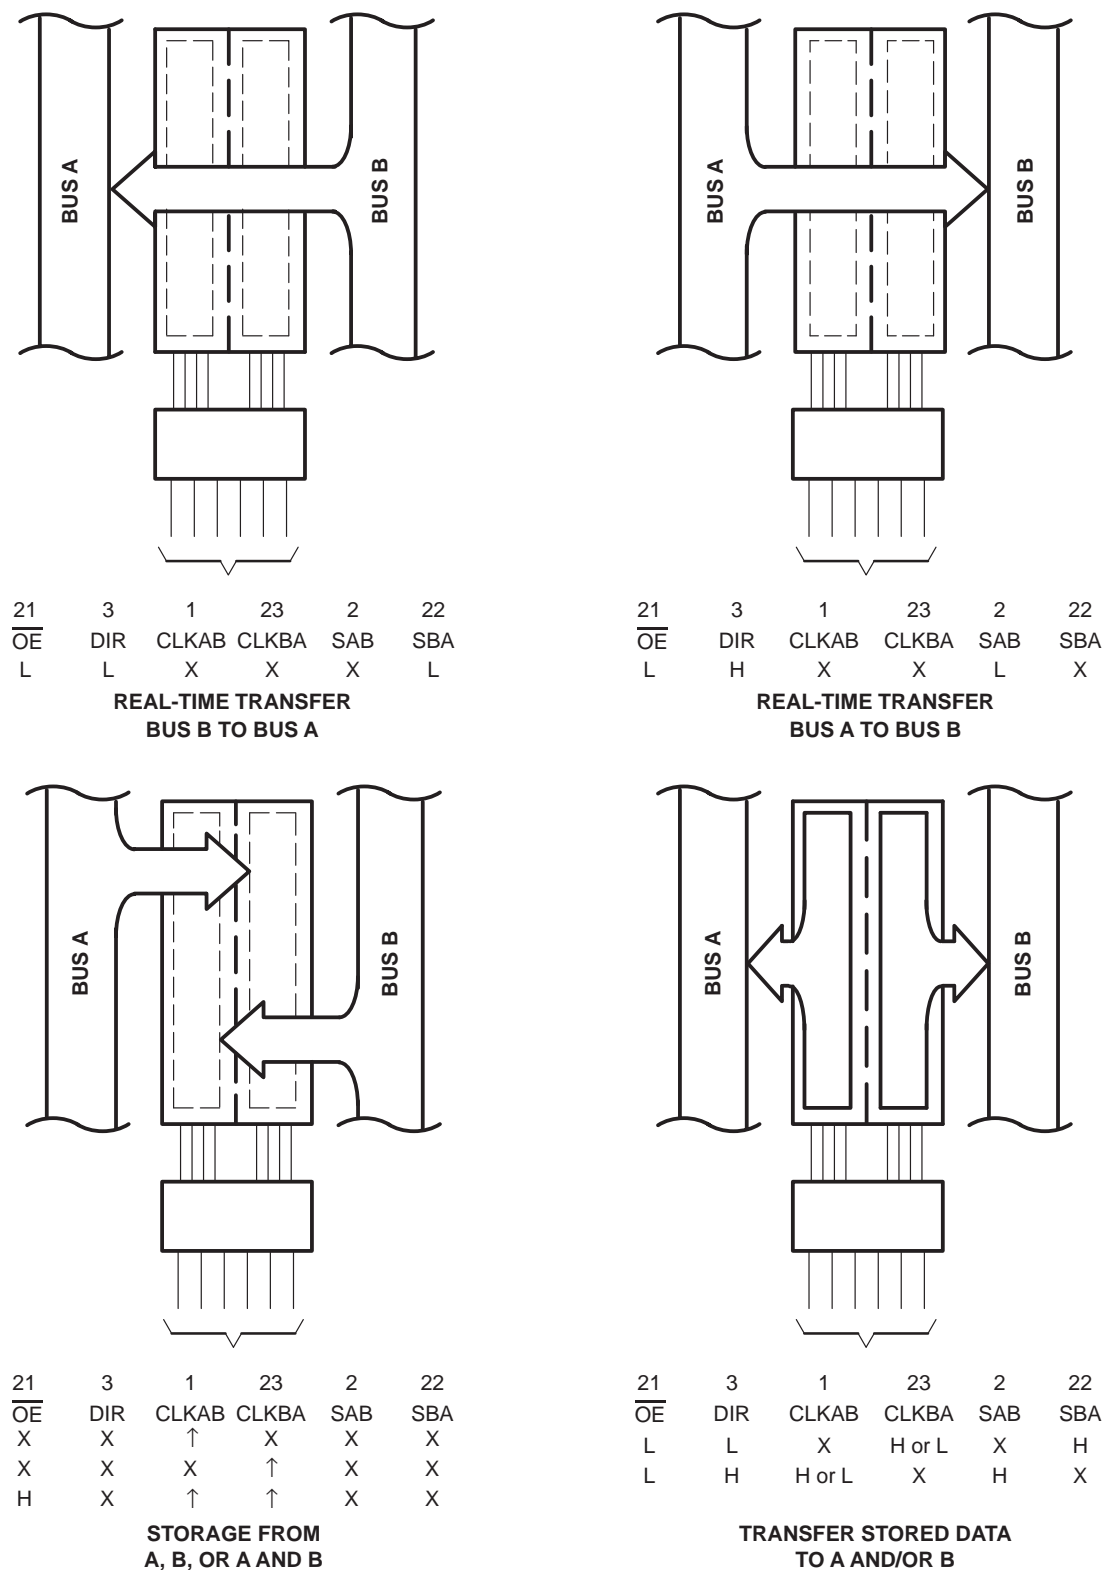 BUS A
BUS B
21 3 1 23 2 22
OE DIR CLKAB CLKBA SAB SBA
L L X X X L
REAL-TIME TRANSFER
BUS B TO BUS A
BUS A
BUS B
21 3 1 23 2 22
OE DIR CLKAB CLKBA SAB SBA
L H X X L X
REAL-TIME TRANSFER
BUS A TO BUS B
BUS A
BUS B
21 3 1 23 2 22
OE DIR CLKAB CLKBA SAB SBA
X X ↑ X X X
X X X ↑ X X
H X ↑ ↑ X X
STORAGE FROM
A, B, OR A AND B
BUS A
BUS B
21 3 1 23 2 22
OE DIR CLKAB CLKBA SAB SBA
L L X H or L X H
L H H or L X H X
TRANSFER STORED DATA
TO A AND/OR B